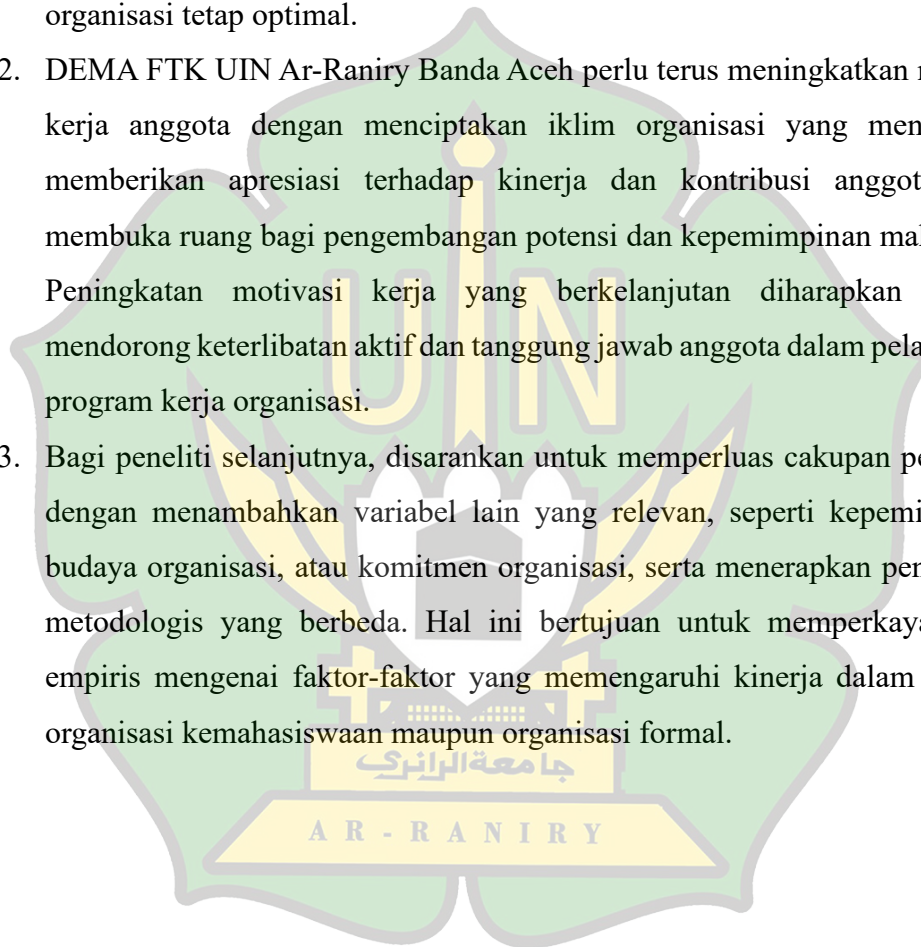 organisasi tetap optimal.
2. DEMA FTK UIN Ar-Raniry Banda Aceh perlu terus meningkatkan
kerja anggota dengan menciptakan iklim organisasi yang
memberikan apresiasi terhadap kinerja dan kontribusi
membuka ruang bagi pengembangan potensi dan kepemimpinan
Peningkatan motivasi kerja yang berkelanjutan diharapkan
mendorong keterlibatan aktif dan tanggung jawab anggota dalam
program kerja organisasi.
3. Bagi peneliti selanjutnya, disarankan untuk memperluas cakupan
dengan menambahkan variabel lain yang relevan, seperti
budaya organisasi, atau komitmen organisasi, serta menerapkan
metodologis yang berbeda. Hal ini bertujuan untuk
empiris mengenai faktor-faktor yang memengaruhi kinerja dalam
organisasi kemahasiswaan maupun organisasi formal.
UIN
جامعة الرانري
AR-RANIRY